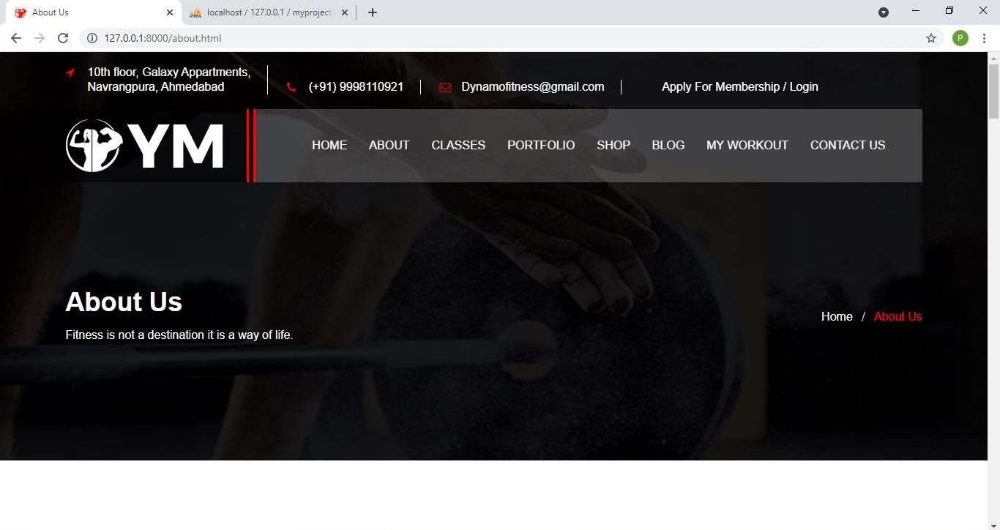 About Us
localhost / 127.0.0.1 / myproject
127.0.0.1:8000/about.html
P
10th floor, Galaxy Appartments,
Navrangpura, Ahmedabad
(+91) 9998110921
Dynamofitness@gmail.com
Apply For Membership / Login
YM
HOME ABOUT CLASSES PORTFOLIO SHOP BLOG MY WORKOUT CONTACT US
About Us
Fitness is not a destination it is a way of life.
Home / About Us